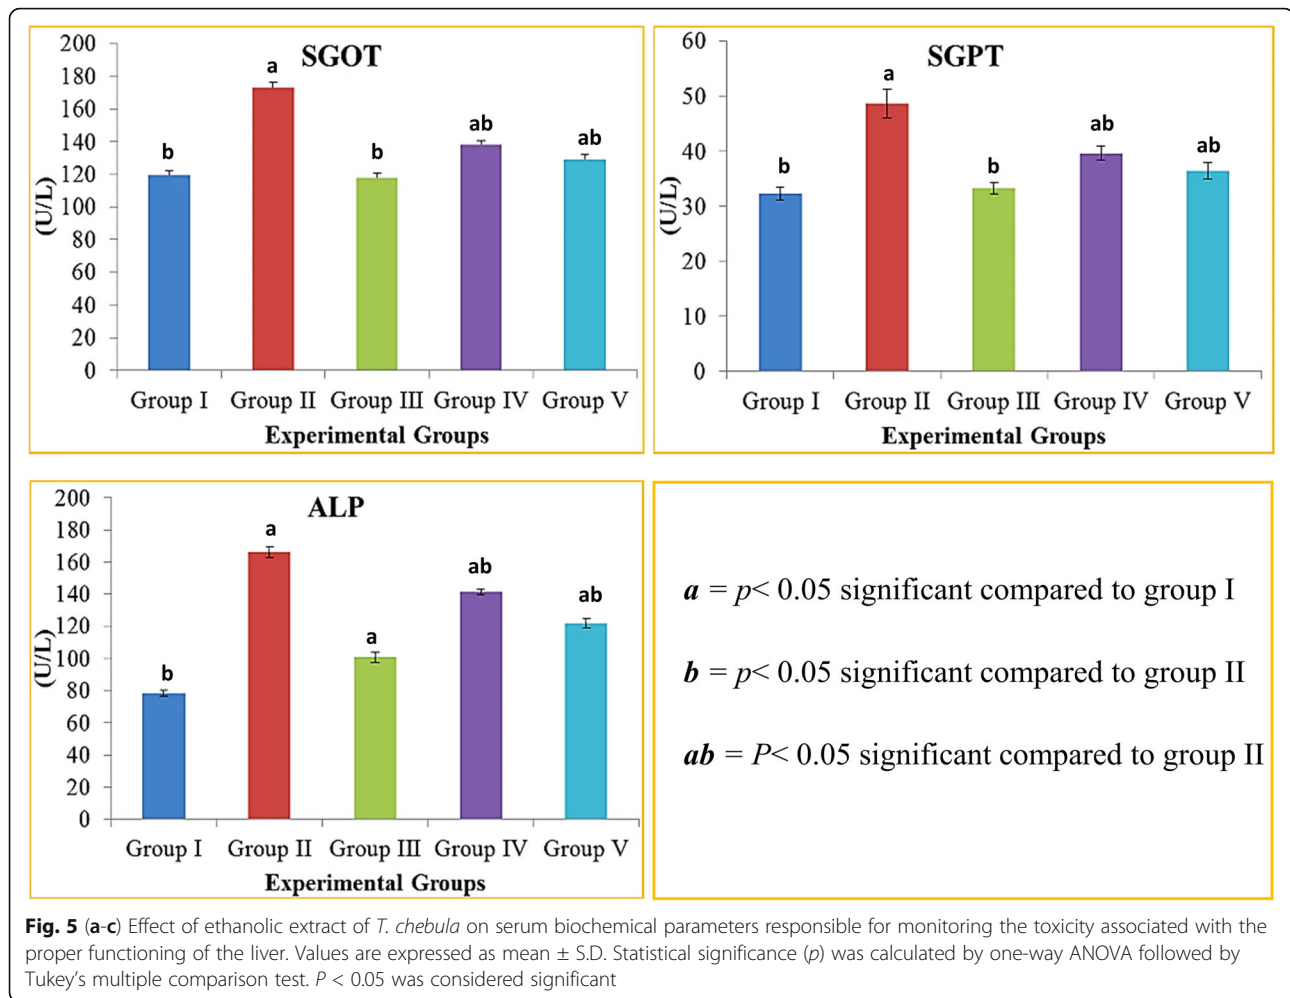 SGOT
200
180
160
140
120
100
80
60
40
20
0
(U/L)
b
a
b
ab
ab
Group I Group II Group III Group IV Group V
Experimental Groups
SGPT
60
50
40
30
20
10
0
(U/L)
b
a
b
ab
ab
Group I Group II Group III Group IV Group V
Experimental Groups
ALP
200
180
160
140
120
100
80
60
40
20
0
(U/L)
b
a
a
ab
ab
Group I Group II Group III Group IV Group V
Experimental Groups
a = p< 0.05 significant compared to group I
b = p< 0.05 significant compared to group II
ab = P< 0.05 significant compared to group II
Fig. 5 (a-c) Effect of ethanolic extract of T. chebula on serum biochemical parameters responsible for monitoring the toxicity associated with the
proper functioning of the liver. Values are expressed as mean ± S.D. Statistical significance (p) was calculated by one-way ANOVA followed by
Tukey's multiple comparison test. P < 0.05 was considered significant